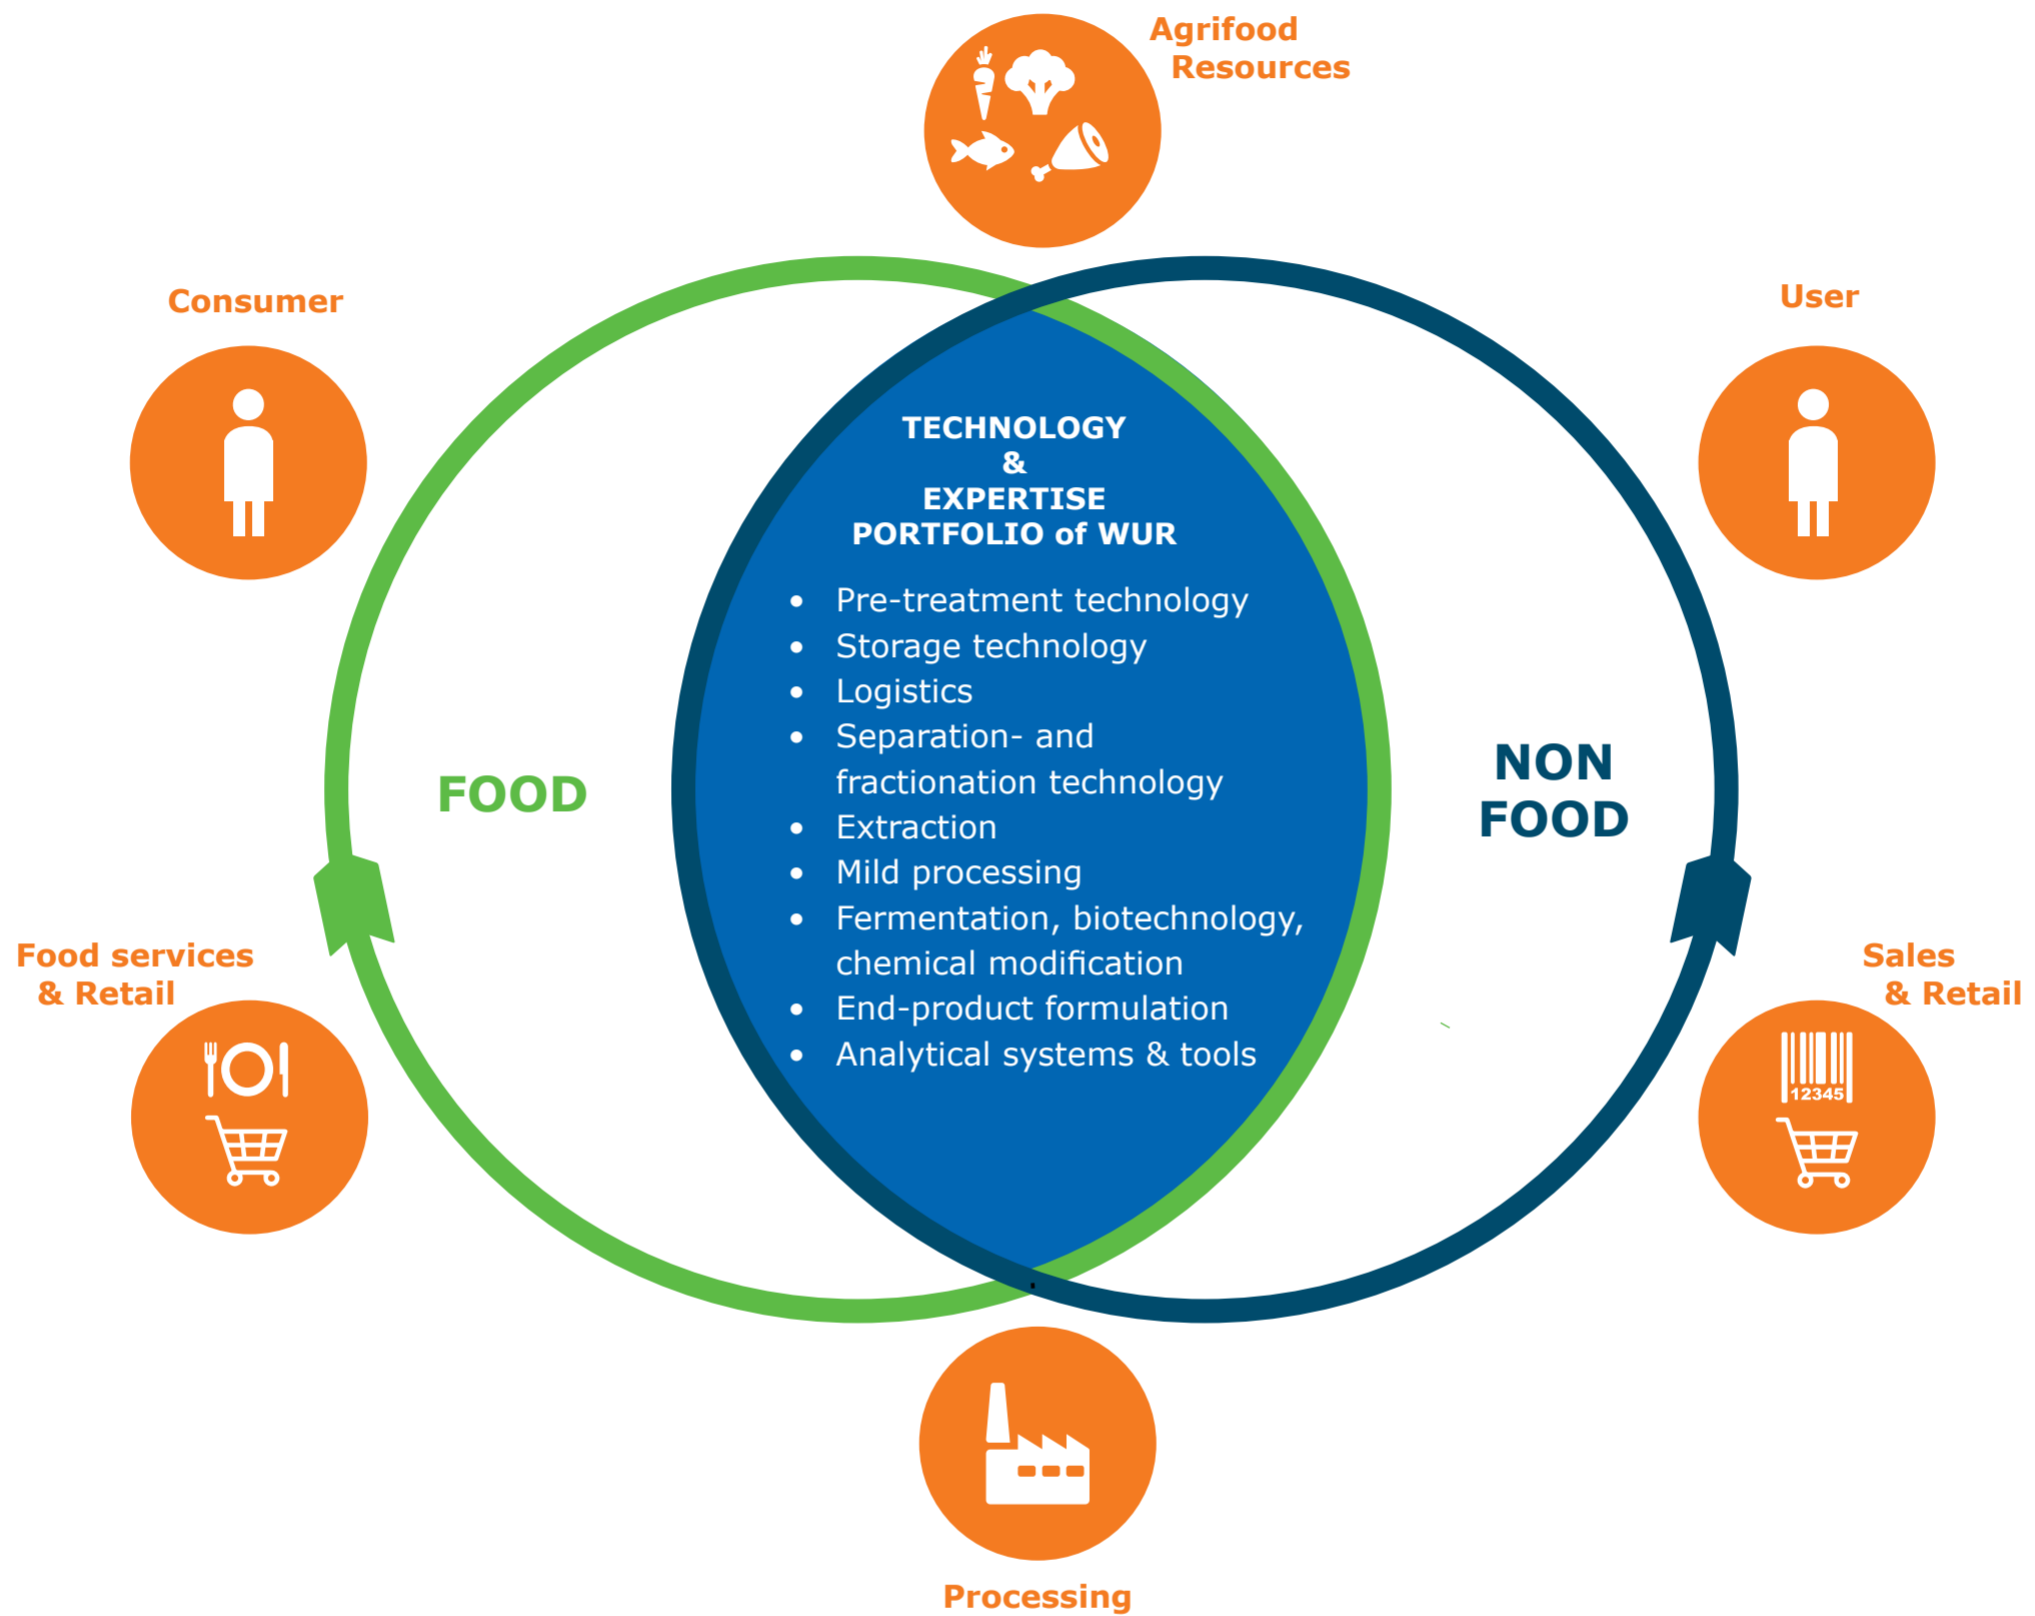 Agrifood
Resources
Consumer
User
TECHNOLOGY
&
EXPERTISE
PORTFOLIO of WUR
• Pre-treatment technology
• Storage technology
• Logistics
• Separation- and
fractionation technology
• Extraction
• Mild processing
• Fermentation, biotechnology,
chemical modification
• End-product formulation
• Analytical systems & tools
FOOD
NON
FOOD
Food services
& Retail
Sales
& Retail
12345
Processing